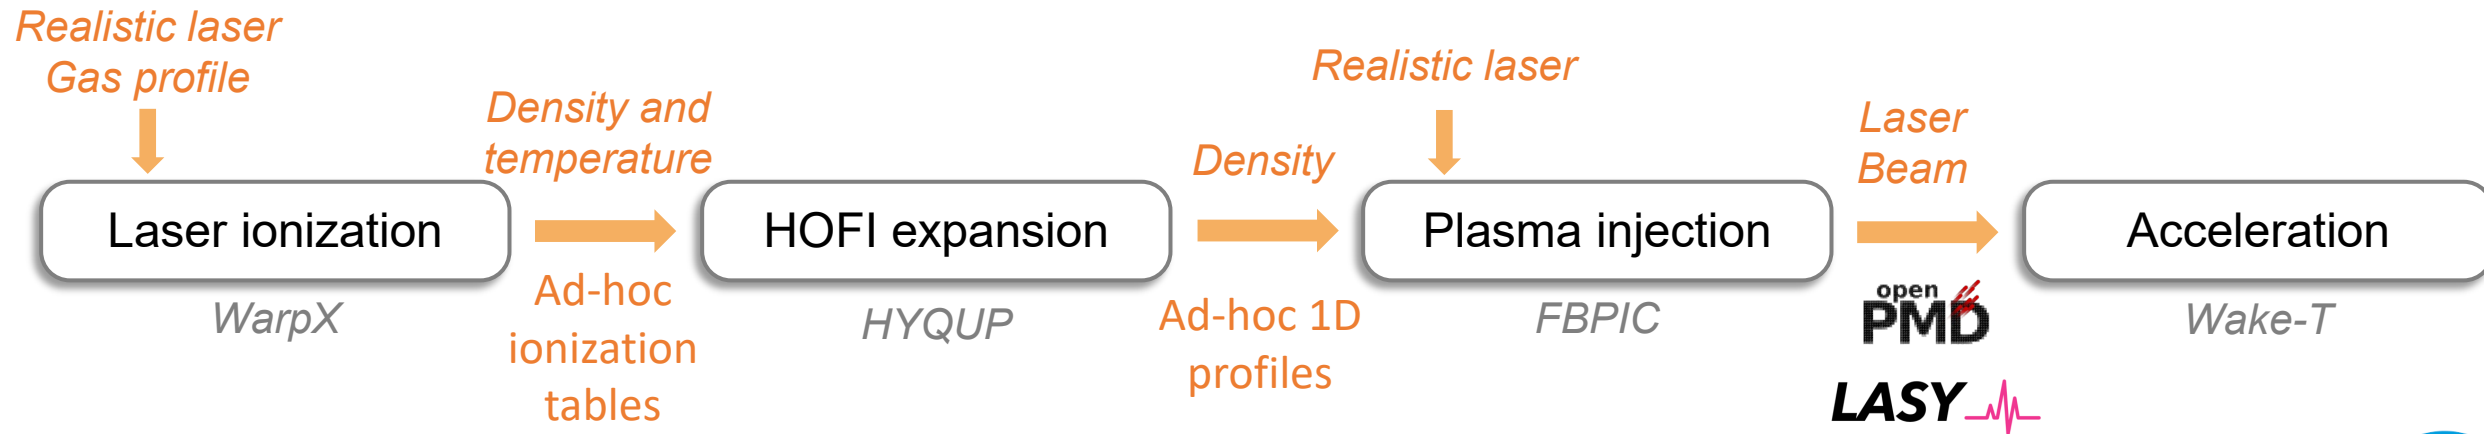 Realistic laser
Gas profile
Density and
temperature
Density
Realistic laser
Laser
Beam
Laser ionization
HOFI expansion
Plasma injection
Acceleration
WarpX
Ad-hoc
ionization
tables
HYQUP
Ad-hoc 1D
profiles
FBPIC
open
PMD
LASY
Wake-T